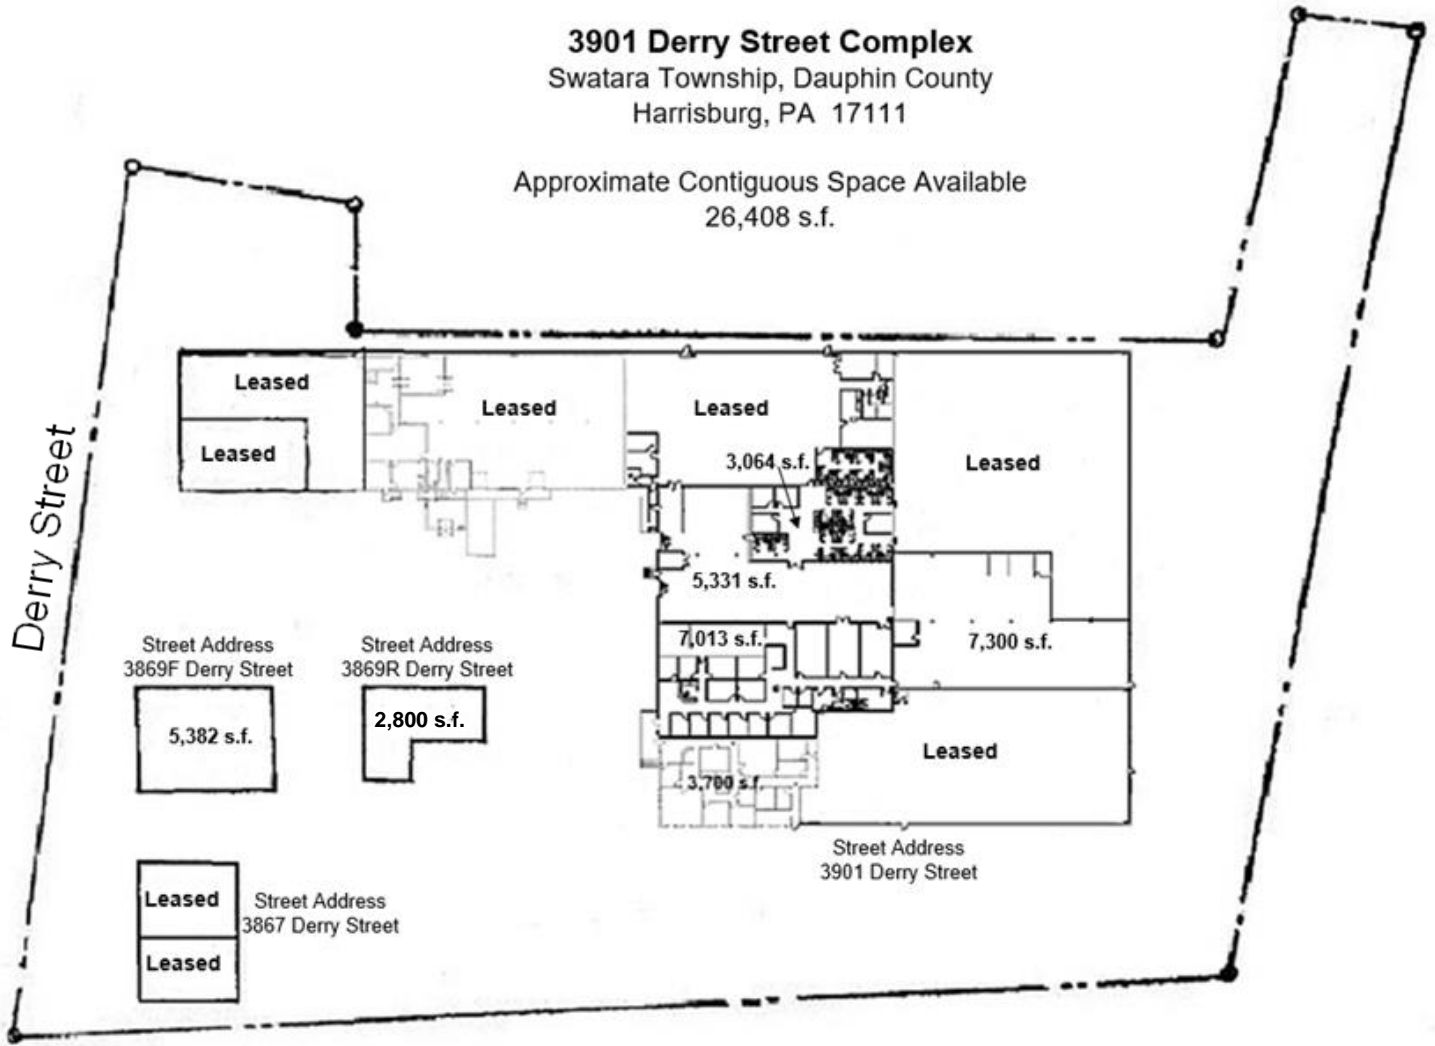 3901 Derry Street Complex
Swatara Township, Dauphin County
Harrisburg, PA 17111
Approximate Contiguous Space Available
26,408 s.f.
Leased
Leased
Leased
Leased
Leased
3,064 s.f.
Derry Street
5,331 s.f.
7,013 s.f.
7,300 s.f.
Street Address
3869F Derry Street
Street Address
3869R Derry Street
5,382 s.f.
2,800 s.f.
Leased
3,700 s.f.
Street Address
3901 Derry Street
Leased
Street Address
3867 Derry Street
Leased